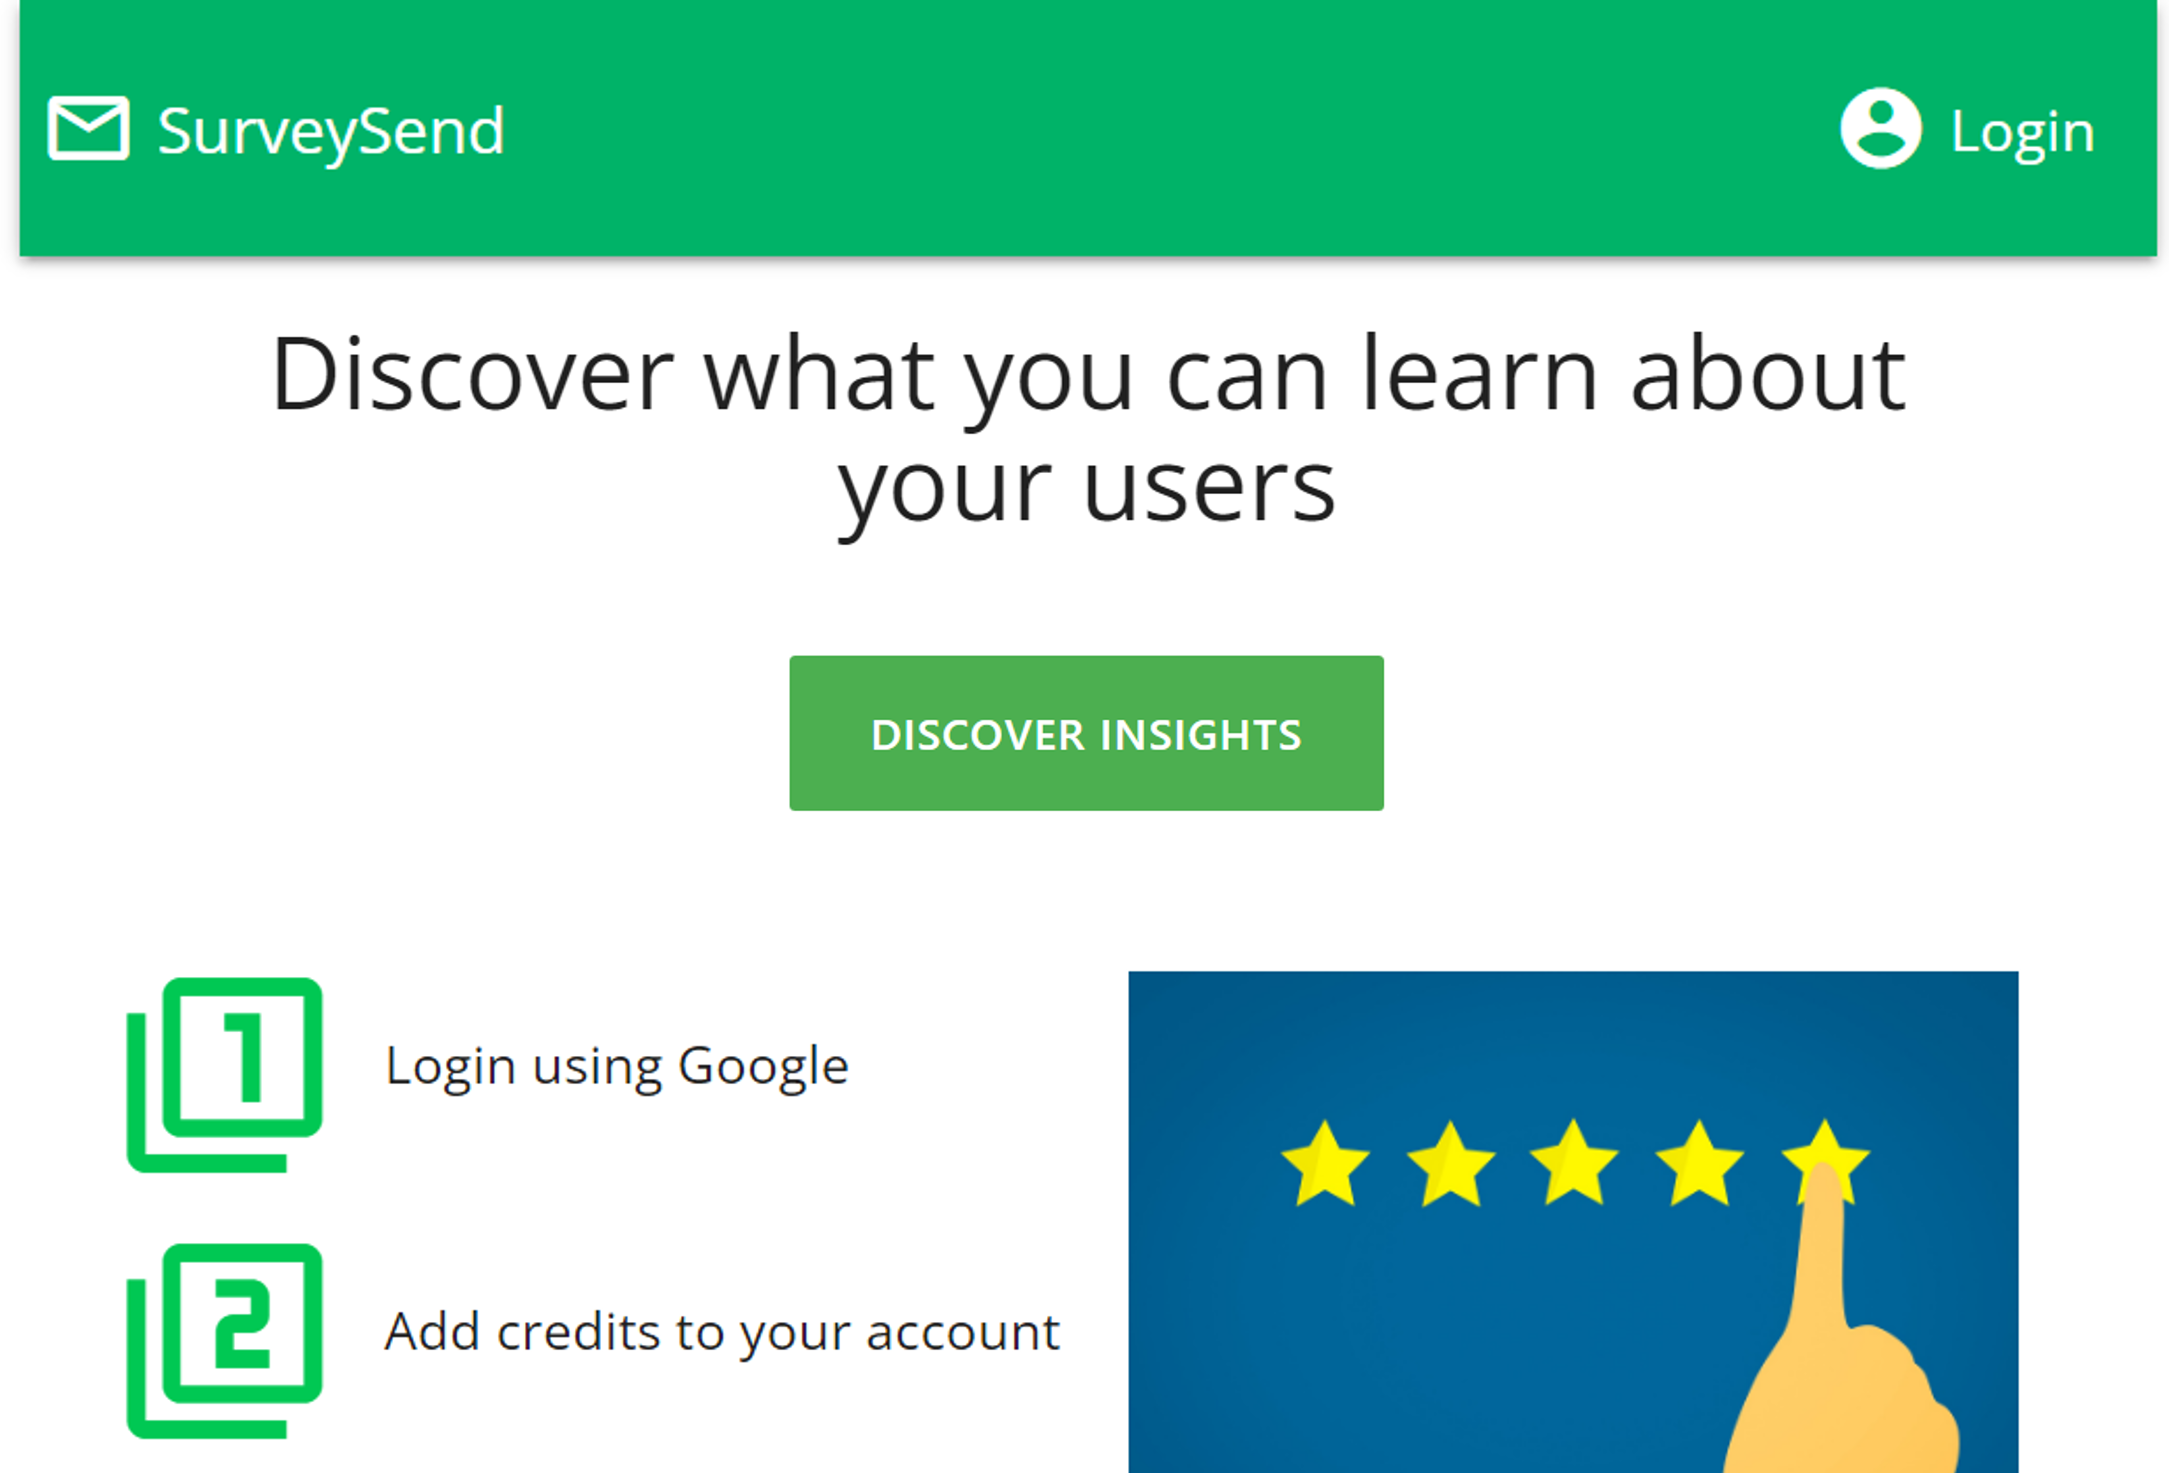 SurveySend
Login
Discover what you can learn about
your users
DISCOVER INSIGHTS
1
Login using Google
2
Add credits to your account